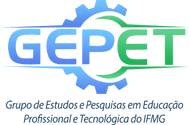 GEPET
Grupo de Estudos e Pesquisas em Educação
Profissional e Tecnológica do IFMG